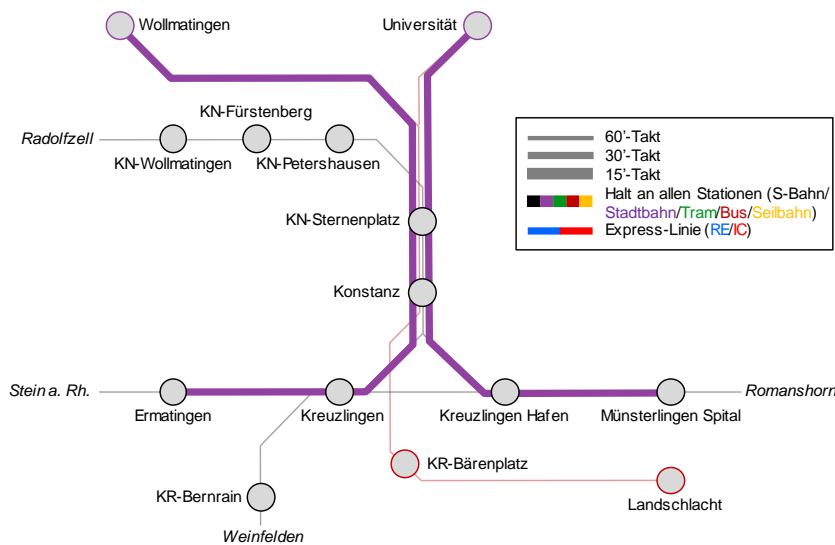 Wollmatingen
Universität
KN-Fürstenberg
Radolfzell
KN-Wollmatingen
KN-Petershausen
60'-Takt
30'-Takt
15'-Takt
Halt an allen Stationen (S-Bahn/
Stadtbahn/Tram/Bus/Seilbahn)
Express-Linie (RE/IC)
KN-Sternenplatz
Konstanz
Stein a. Rh.
Romanshorn
Ermatingen
Kreuzlingen
Kreuzlingen Hafen
Münsterlingen Spital
KR-Bärenplatz
KR-Bernrain
Landschlacht
Weinfelden